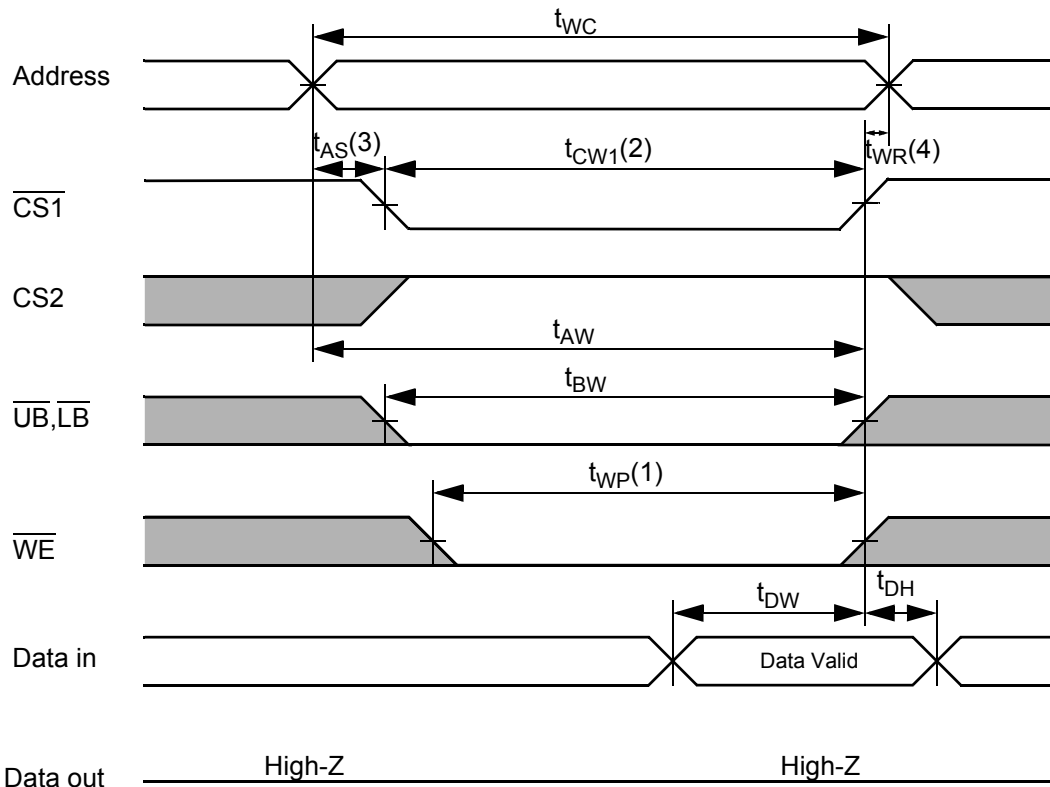 tWC
Address
tAS(3)
tCW1(2)
tWR(4)
CS1
CS2
tAW
tBW
UB,LB
tWP(1)
WE
tDW
tDH
Data in
Data Valid
High-Z
High-Z
Data out